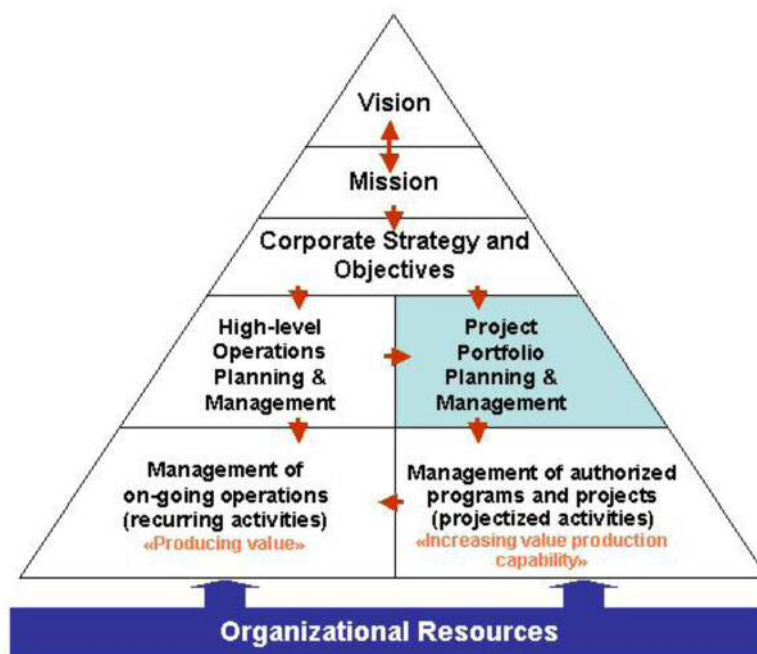 Vision
Mission
Corporate Strategy and
Objectives
High-level
Operations
Planning &
Management
Project
Portfolio
Planning &
Management
Management of
on-going operations
(recurring activities)
«Producing value»
Management of authorized
programs and projects
(projectized activities)
«Increasing value production
capability»
Organizational Resources